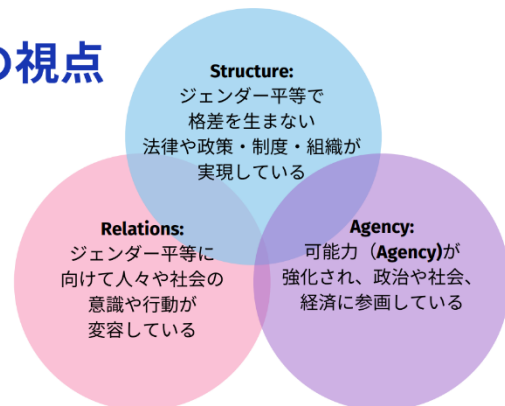 の視点
Structure:
ジェンダー平等で
格差を生まない
法律や政策・制度・組織が
実現している
Relations:
ジェンダー平等に
向けて人々や社会の
意識や行動が
変容している
Agency:
可能力（Agency)が
強化され、政治や社会、
経済に参画している